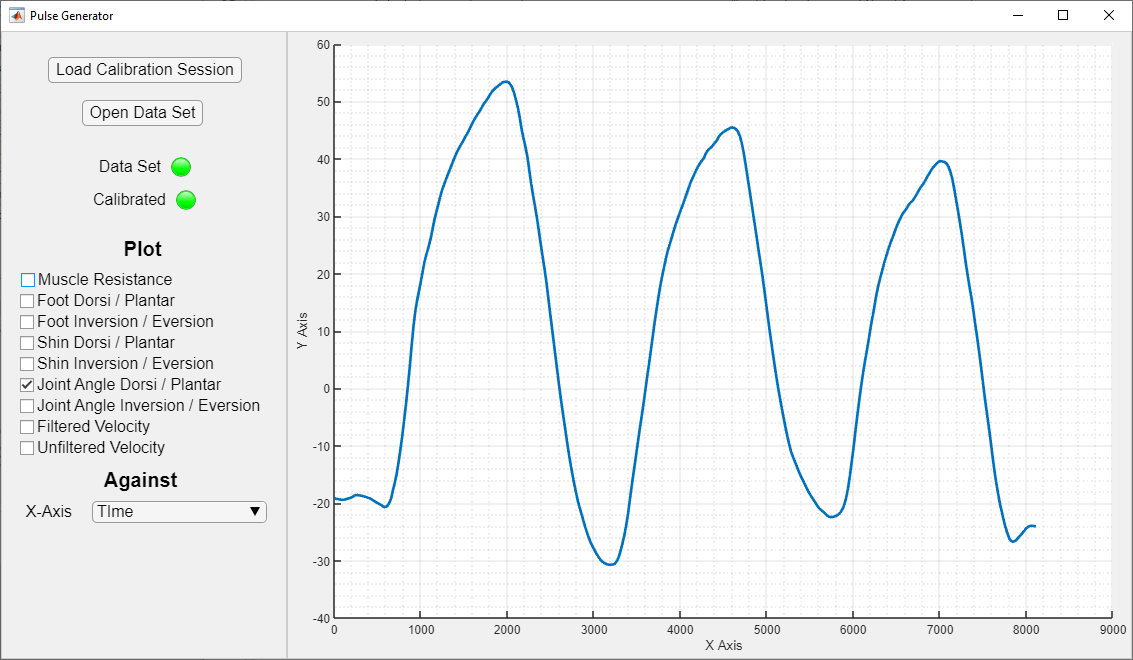 Pulse Generator
Load Calibration Session
Open Data Set
Data Set
Calibrated
Plot
Muscle Resistance
Foot Dorsi / Plantar
Foot Inversion / Eversion
Shin Dorsi / Plantar
Shin Inversion / Eversion
Joint Angle Dorsi / Plantar
Joint Angle Inversion / Eversion
Filtered Velocity
Unfiltered Velocity
Against
X-Axis TIme
60
50
40
30
20
10
0
-10
-20
-30
-40
Y Axis
0 1000 2000 3000 4000 5000 6000 7000 8000 9000
X Axis